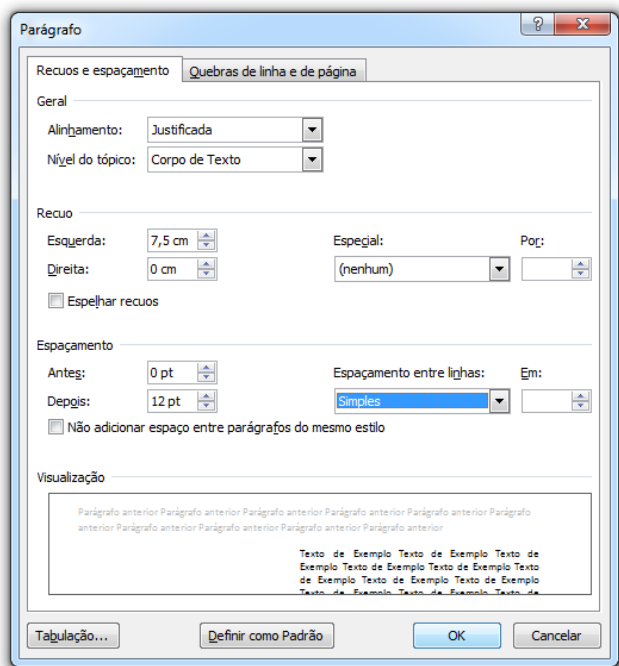 Parágrafo
Recuos e espaçamento Quebras de linha e de página
Geral
Alinhamento: Justificada
Nível do tópico: Corpo de Texto
Recuo
Esquerda: 7,5 cm Especial: Por:
Direita: 0 cm (nenhum)
Espelhar recuos
Espaçamento
Antes: 0 pt Espaçamento entre linhas: Em:
Depois: 12 pt Simples
Não adicionar espaço entre parágrafos do mesmo estilo
Visualização
Parágrafo anterior Parágrafo anterior Parágrafo anterior Parágrafo anterior Parágrafo anterior Parágrafo
anterior Parágrafo anterior Parágrafo anterior Parágrafo anterior Parágrafo anterior
Texto de Exemplo Texto de Exemplo Texto de
Exemplo Texto de Exemplo Texto de Exemplo Texto
de Exemplo Texto de Exemplo Texto de Exemplo
Texto de Exemplo Texto de Exemplo Texto de
Tabulação... Definir como Padrão OK Cancelar